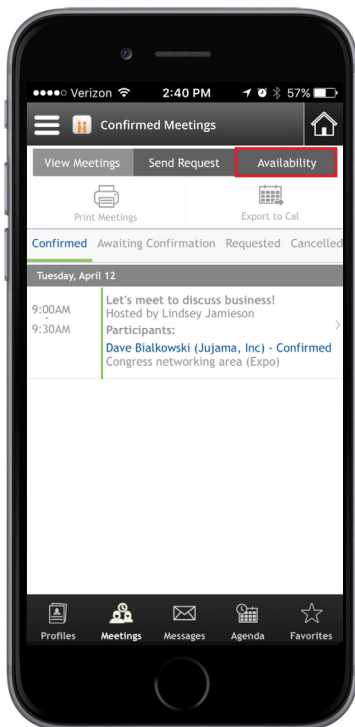 Verizon 2:40 PM 57%
Confirmed Meetings
View Meetings Send Request Availability
Print Meetings Export to Cal
Confirmed Awaiting Confirmation Requested Cancelled
Tuesday, April 12
9:00AM Let's meet to discuss business!
-
Hosted by Lindsey Jamieson
9:30AM Participants:
Dave Bialkowski (Jujama, Inc) - Confirmed
Congress networking area (Expo)
Profiles Meetings Messages Agenda Favorites